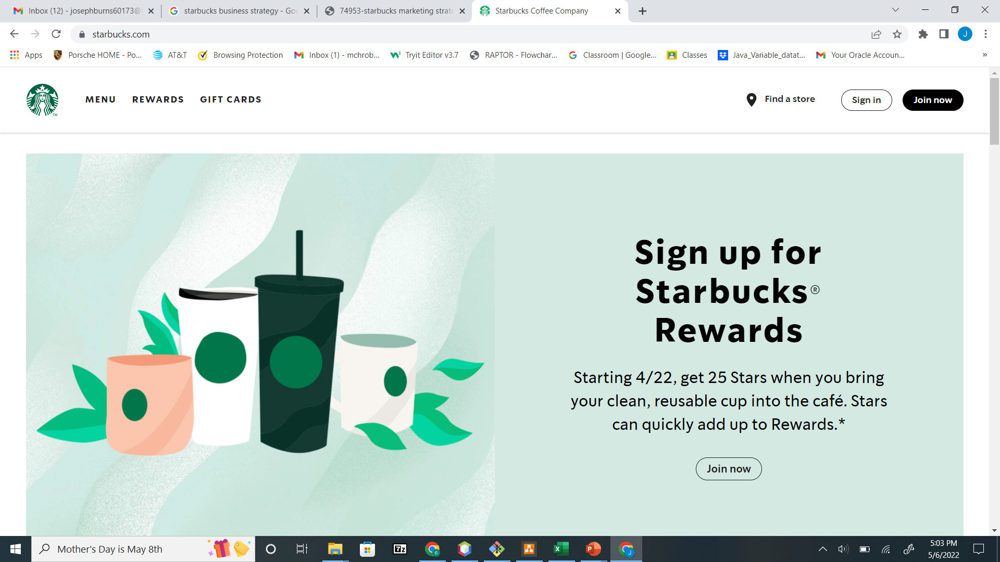 Inbox (12) - josephburns60173@
starbucks business strategy - Goo
74953-starbucks marketing strate
Starbucks Coffee Company
starbucks.com
J
Apps
Porsche HOME - Po...
AT&T
Browsing Protection
Inbox (1) - mchrob...
Tryit Editor v3.7
RAPTOR - Flowchar...
Classroom | Google...
Classes
Java_Variable_datat...
Your Oracle Accoun...
»
TM
MENU
REWARDS
GIFT CARDS
Find a store
Sign in
Join now
Sign up for
Starbucks®
Rewards
Starting 4/22, get 25 Stars when you bring
your clean, reusable cup into the café. Stars
can quickly add up to Rewards.*
Join now
Mother's Day is May 8th
7z
G
X
P
J
5:03 PM
5/6/2022